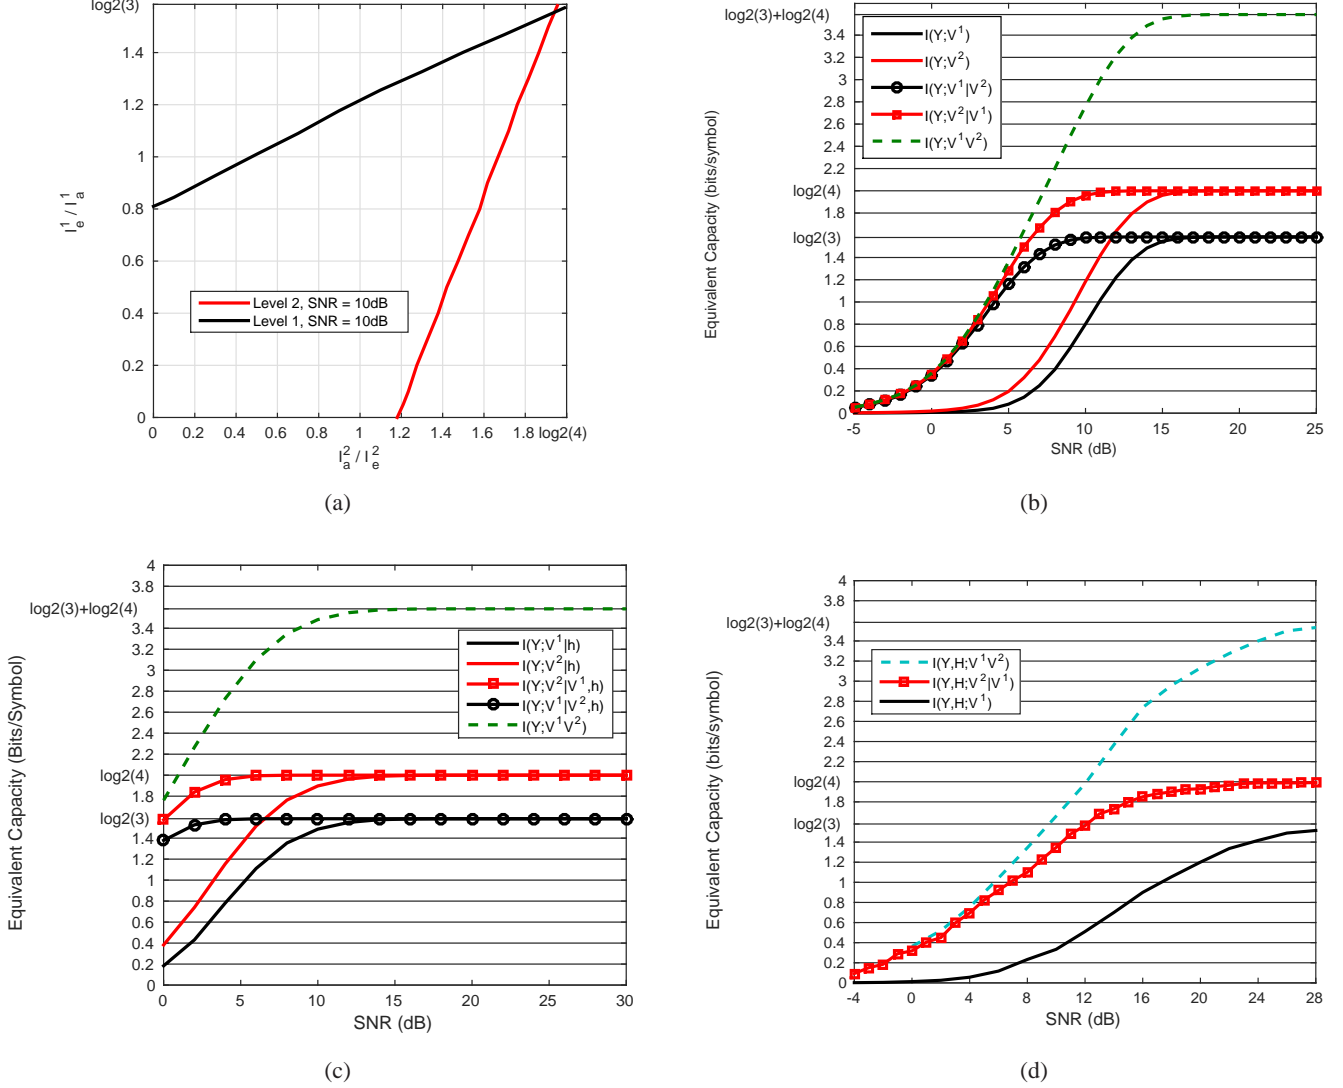 log2(3)
1.4
1.2
1
0.8
0.6
0.4
0.2
0
I_e^1 / I_a^1
Level 2, SNR = 10dB
Level 1, SNR = 10dB
0 0.2 0.4 0.6 0.8 1 1.2 1.4 1.6 1.8 log2(4)
I_a^2 / I_e^2
(a)
log2(3)+log2(4)
3.4
3.2
3
2.8
2.6
2.4
2.2
log2(4)
1.8
log2(3)
1.4
1.2
1
0.8
0.6
0.4
0.2
0
Equivalent Capacity (bits/symbol)
I(Y;V^1)
I(Y;V^2)
I(Y;V^1|V^2)
I(Y;V^2|V^1)
I(Y;V^1V^2)
-5 0 5 10 15 20 25
SNR (dB)
(b)
4
3.8
log2(3)+log2(4)
3.4
3.2
3
2.8
2.6
2.4
2.2
log2(4)
1.8
log2(3)
1.4
1.2
1
0.8
0.6
0.4
0.2
0
Equivalent Capacity (Bits/Symbol)
I(Y;V^1|h)
I(Y;V^2|h)
I(Y;V^2|V^1,h)
I(Y;V^1|V^2,h)
I(Y;V^1V^2)
0 5 10 15 20 25 30
SNR (dB)
(c)
4
3.8
log2(3)+log2(4)
3.4
3.2
3
2.8
2.6
2.4
2.2
log2(4)
1.8
log2(3)
1.4
1.2
1
0.8
0.6
0.4
0.2
0
Equivalent Capacity (bits/symbol)
I(Y,H;V^1V^2)
I(Y,H;V^2|V^1)
I(Y,H;V^1)
-4 0 4 8 12 16 20 24 28
SNR (dB)
(d)